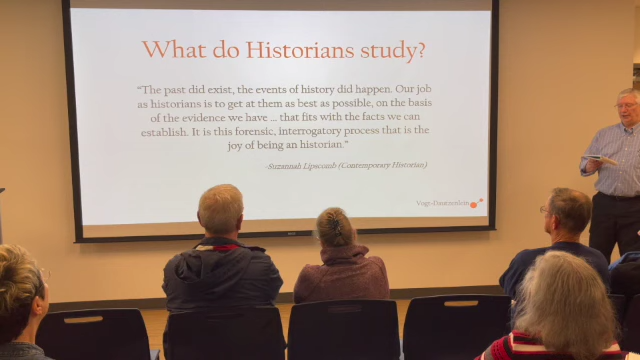 What do Historians study?
“The past did exist, the events of history did happen. Our job
as historians is to get at them as best as possible, on the basis
of the evidence we have ... that fits with the facts we can
establish. It is this forensic, interrogatory process that is the
joy of being an historian.”
-Suzannah Lipscomb (Contemporary Historian)